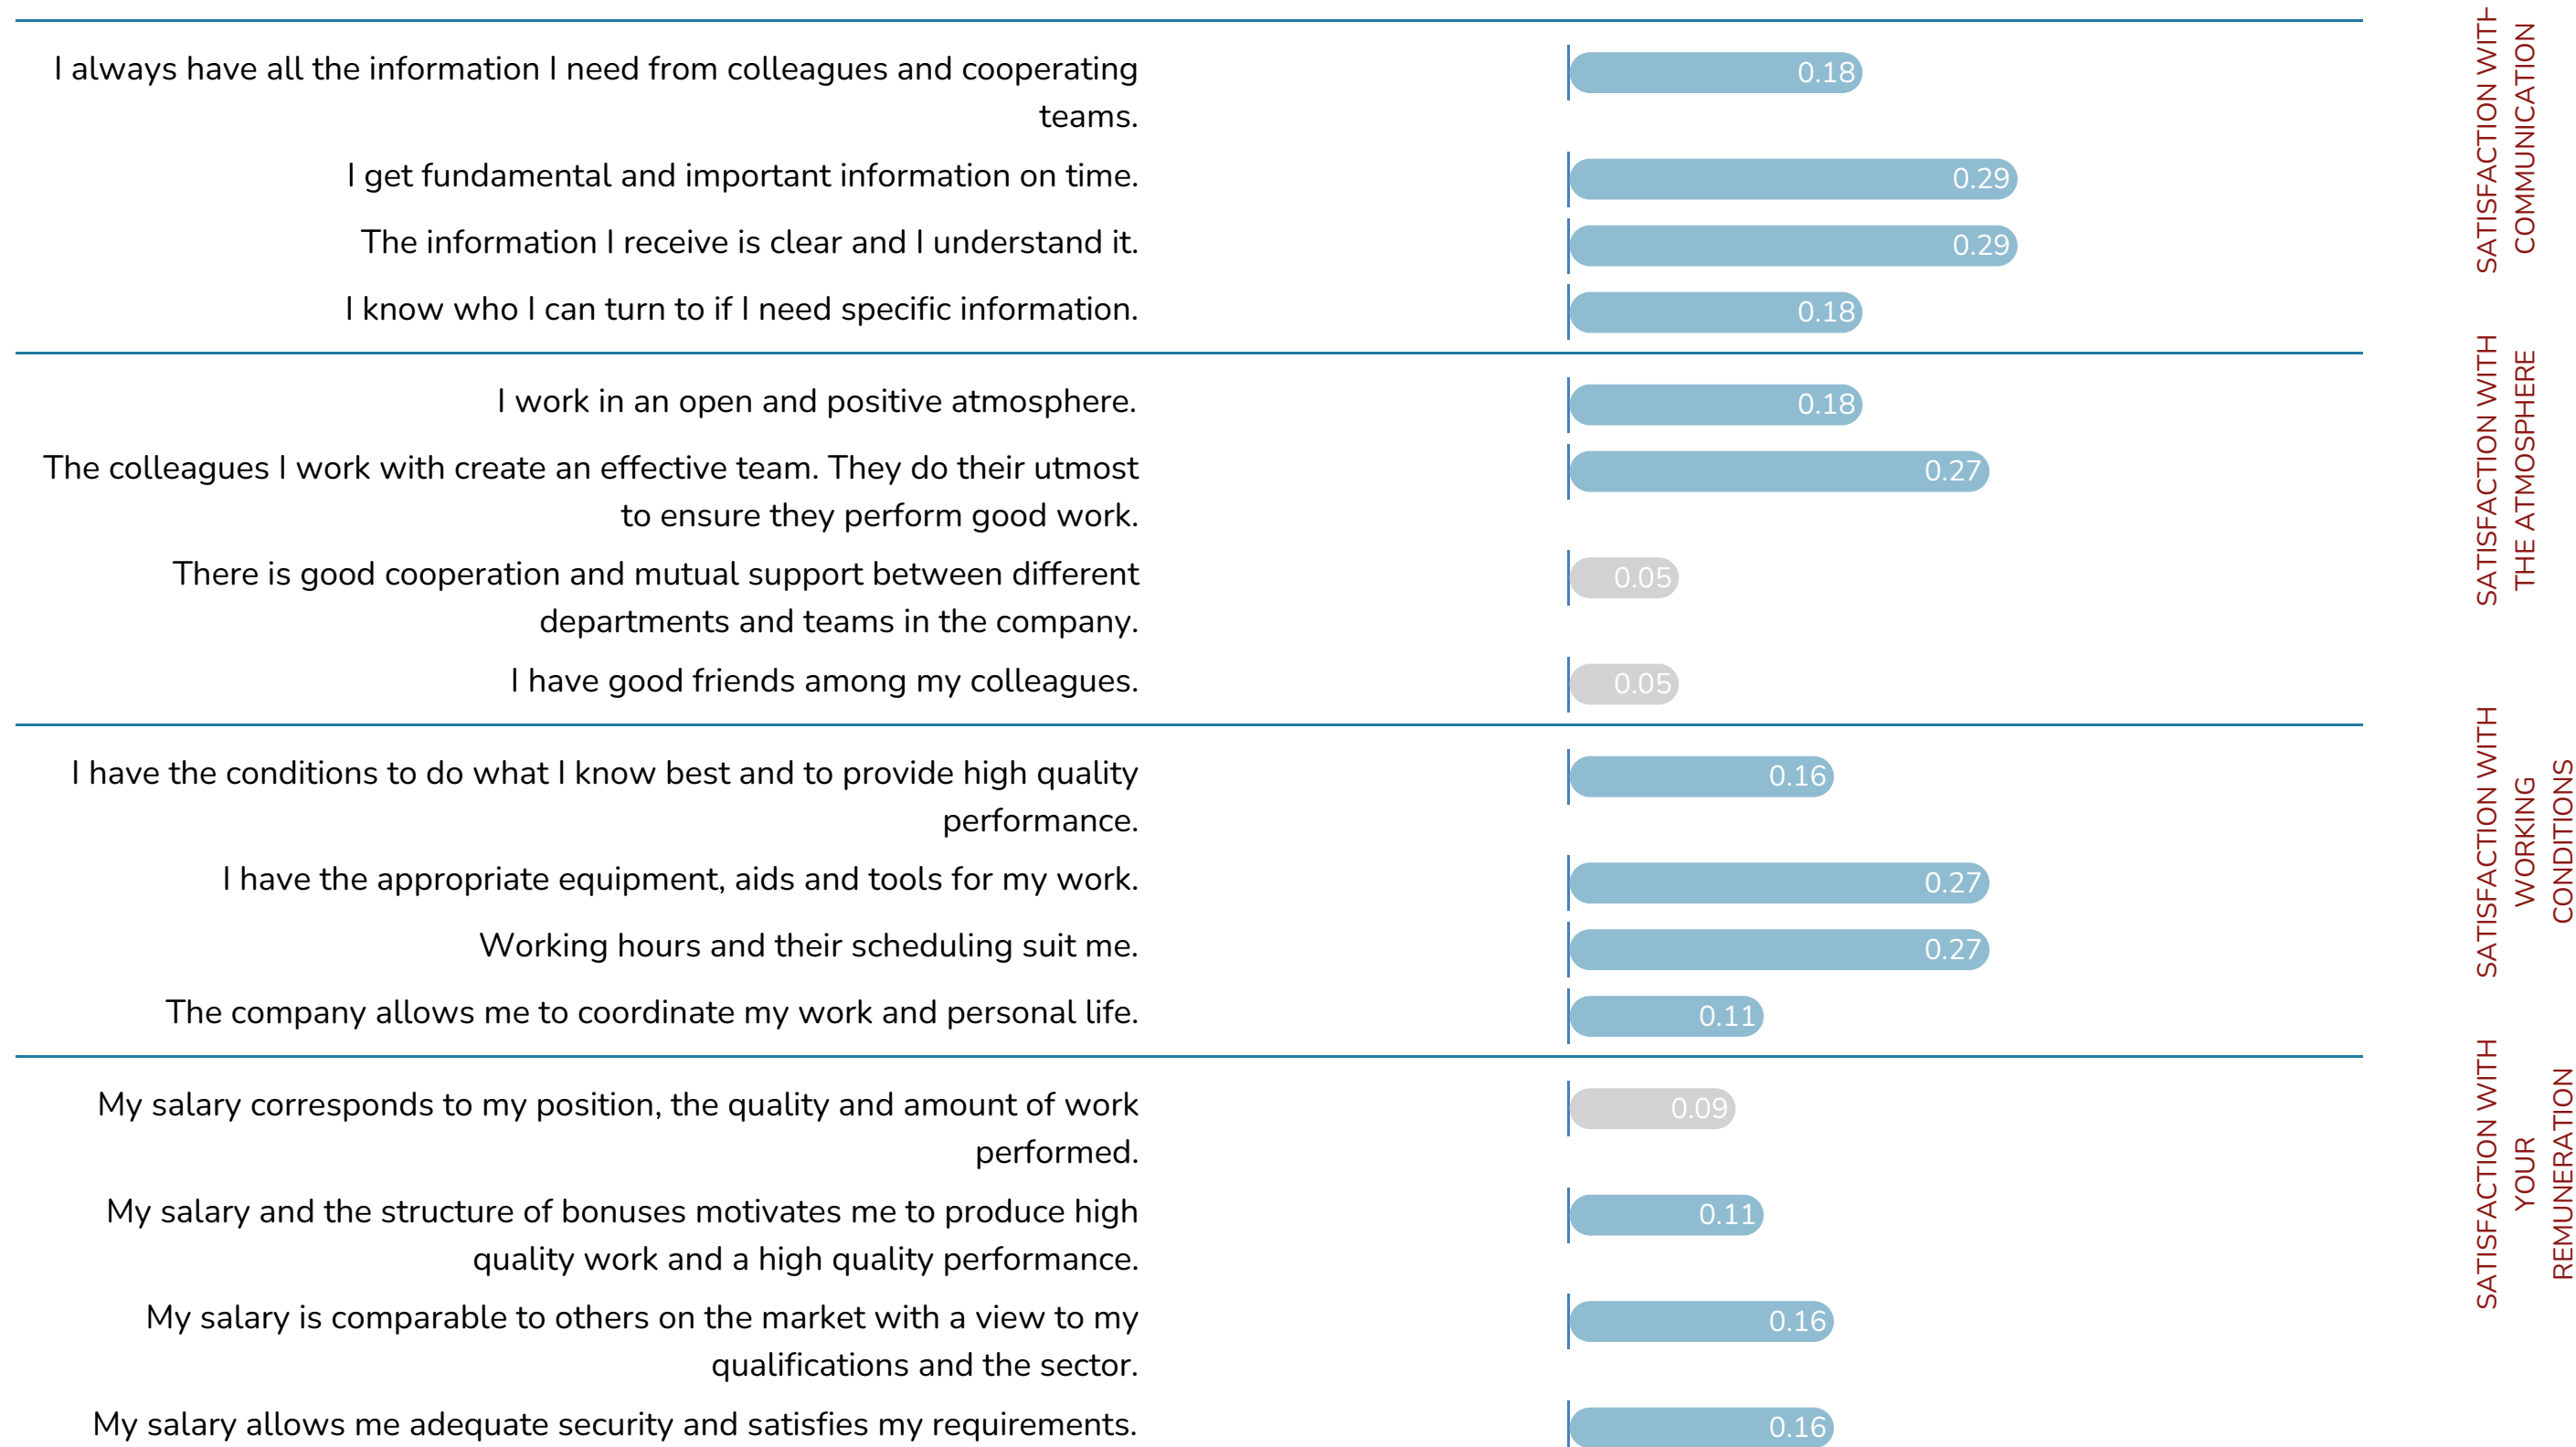 I always have all the information I need from colleagues and cooperating
teams.
0.18
I get fundamental and important information on time.
0.29
The information I receive is clear and I understand it.
0.29
I know who I can turn to if I need specific information.
0.18
SATISFACTION WITH
COMMUNICATION
I work in an open and positive atmosphere.
0.18
The colleagues I work with create an effective team. They do their utmost
to ensure they perform good work.
0.27
There is good cooperation and mutual support between different
departments and teams in the company.
0.05
I have good friends among my colleagues.
0.05
SATISFACTION WITH
THE ATMOSPHERE
I have the conditions to do what I know best and to provide high quality
performance.
0.16
I have the appropriate equipment, aids and tools for my work.
0.27
Working hours and their scheduling suit me.
0.27
The company allows me to coordinate my work and personal life.
0.11
SATISFACTION WITH
WORKING
CONDITIONS
My salary corresponds to my position, the quality and amount of work
performed.
0.09
My salary and the structure of bonuses motivates me to produce high
quality work and a high quality performance.
0.11
My salary is comparable to others on the market with a view to my
qualifications and the sector.
0.16
My salary allows me adequate security and satisfies my requirements.
0.16
SATISFACTION WITH
YOUR
REMUNERATION